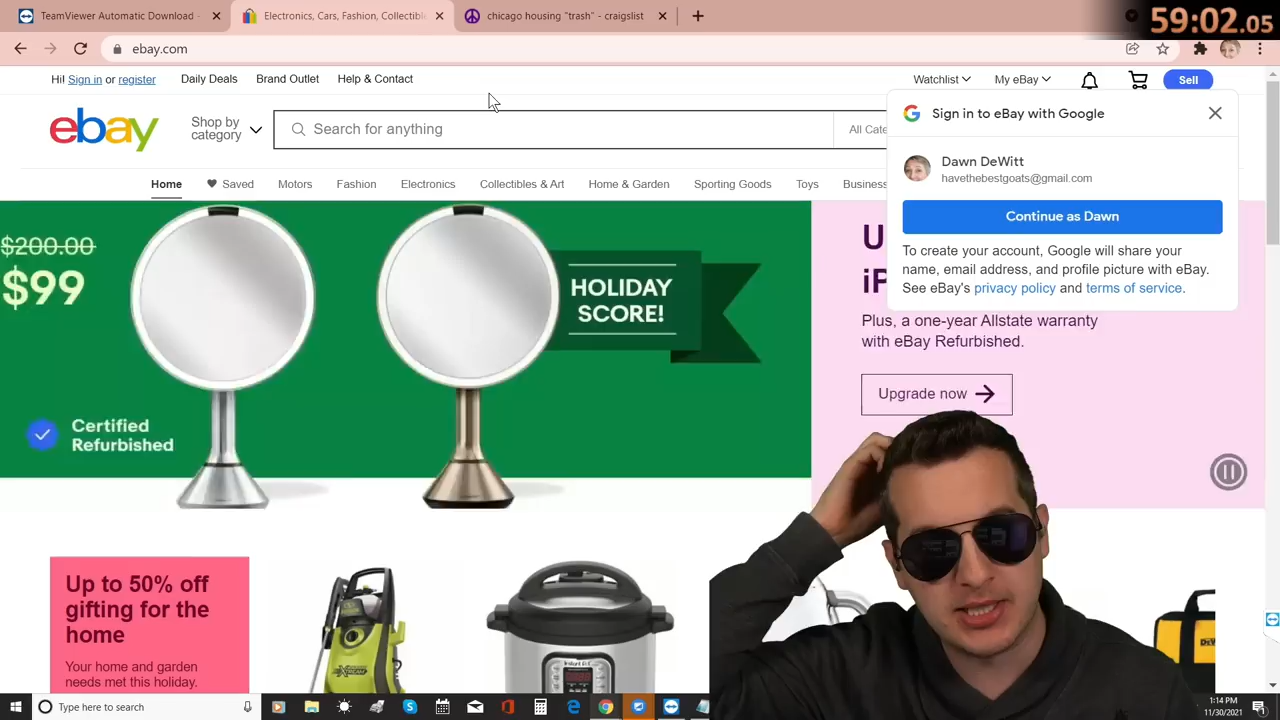 TeamViewer Automatic Download -
Electronics, Cars, Fashion, Collectible
chicago housing "trash" - craigslist
59:02.05
ebay.com
Hi! Sign in or register
Daily Deals
Brand Outlet
Help & Contact
Watchlist
My eBay
Sell
ebay
Shop by
category
Search for anything
All Cate
Sign in to eBay with Google
Dawn DeWitt
havethebestgoats@gmail.com
Continue as Dawn
To create your account, Google will share your
name, email address, and profile picture with eBay.
See eBay's privacy policy and terms of service.
Home
Saved
Motors
Fashion
Electronics
Collectibles & Art
Home & Garden
Sporting Goods
Toys
Business
$200.00
$99
HOLIDAY
SCORE!
Certified
Refurbished
U
iP
Plus, a one-year Allstate warranty
with eBay Refurbished.
Upgrade now
Up to 50% off
gifting for the
home
Your home and garden
needs met this holiday.
Type here to search
1:14 PM
11/30/2021